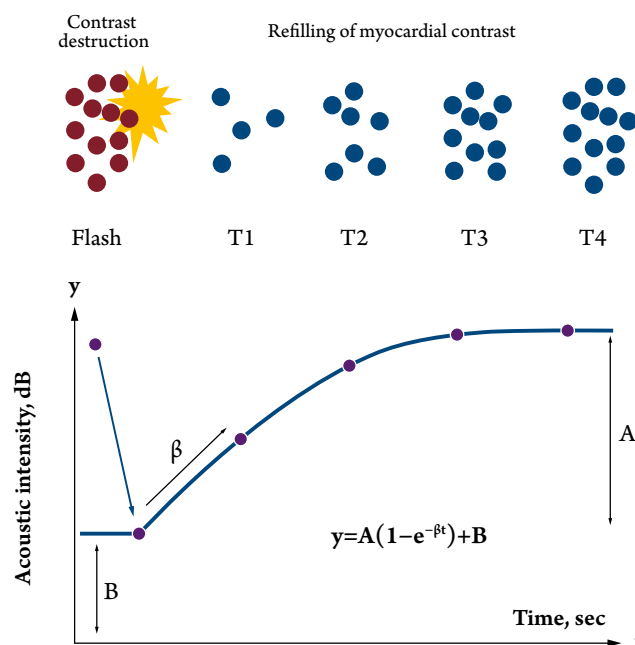 Contrast
destruction
Refilling of myocardial contrast
Flash
T1
T2
T3
T4
y
Acoustic intensity, dB
β
A
y=A(1−e^−βt)+B
B
Time, sec